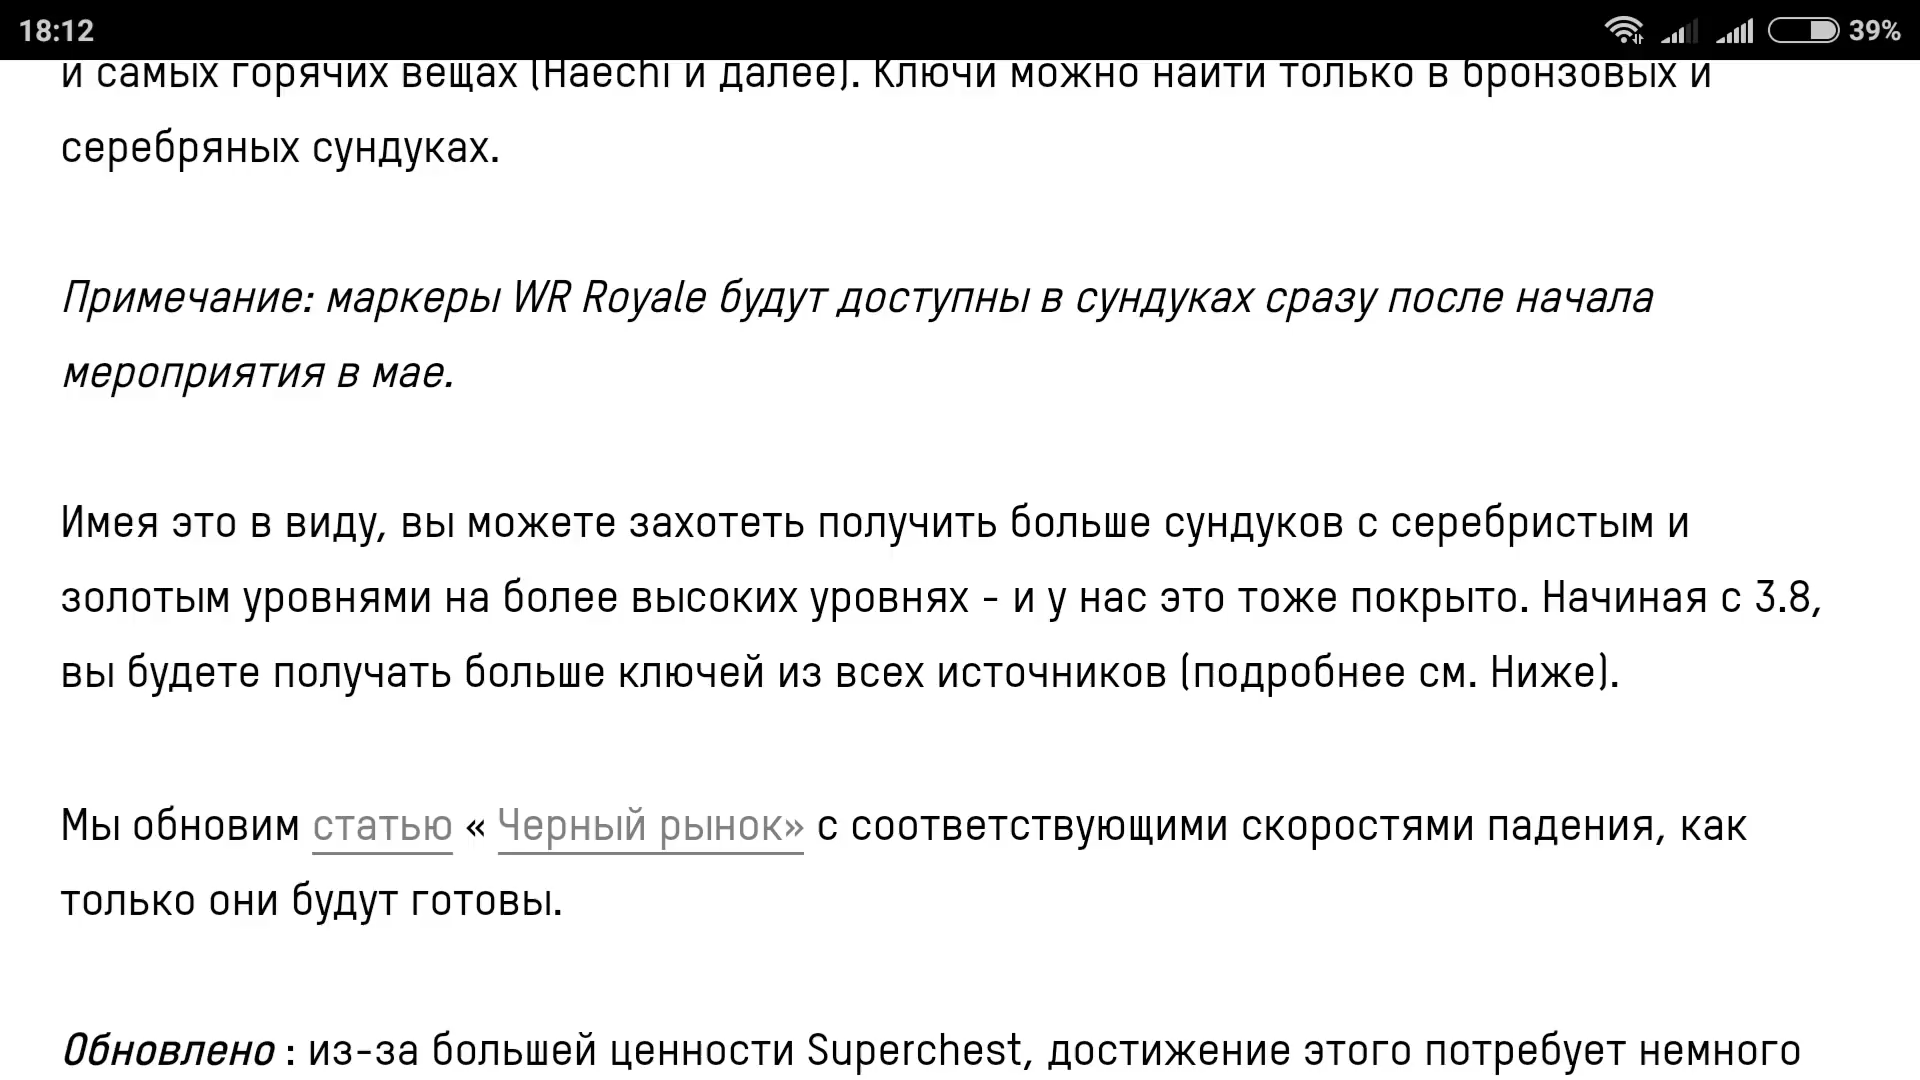 18:12 39%
и самых горячих вещах (Haechi и далее). Ключи можно найти только в бронзовых и
серебряных сундуках.
Примечание: маркеры WR Royale будут доступны в сундуках сразу после начала
мероприятия в мае.
Имея это в виду, вы можете захотеть получить больше сундуков с серебристым и
золотым уровнями на более высоких уровнях - и у нас это тоже покрыто. Начиная с 3.8,
вы будете получать больше ключей из всех источников (подробнее см. Ниже).
Мы обновим статью « Черный рынок» с соответствующими скоростями падения, как
только они будут готовы.
Обновлено : из-за большей ценности Superchest, достижение этого потребует немного